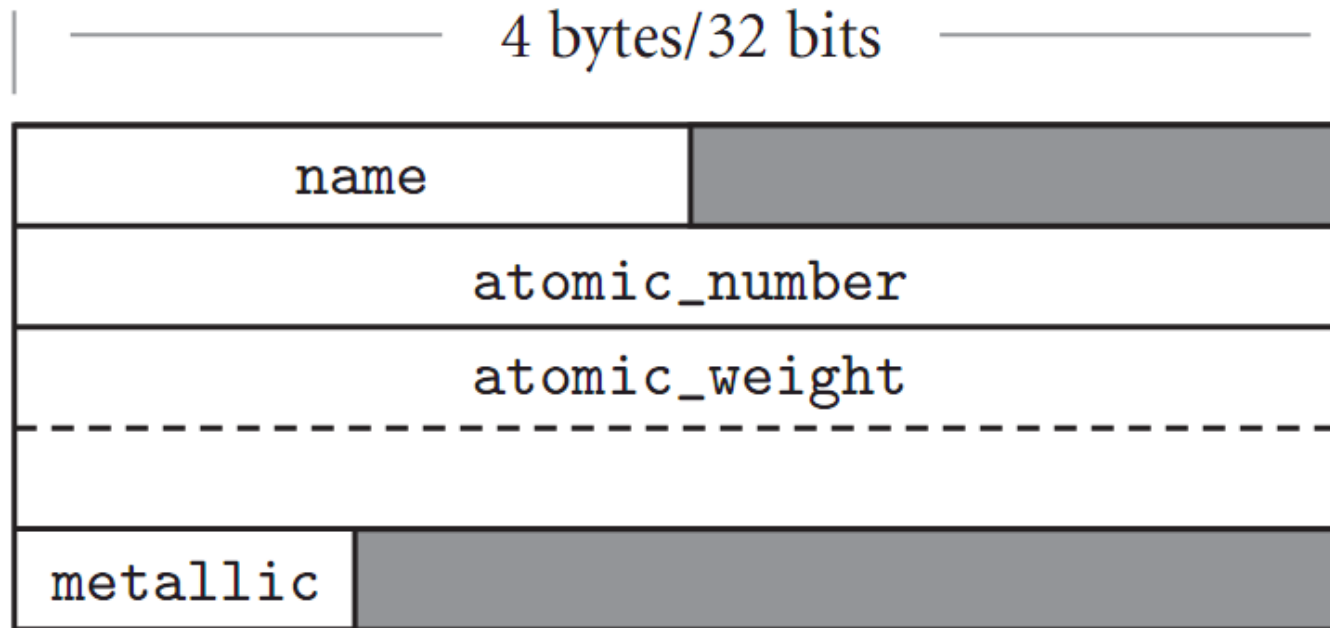 4 bytes/32 bits
name
atomic_number
atomic_weight
metallic